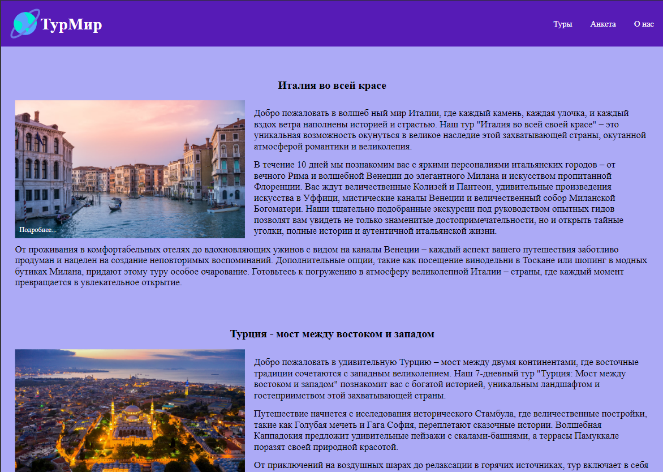 ТурМир
Туры Анкета О нас
Италия во всей красе
Добро пожаловать в волшеб ный мир Италии, где каждый камень, каждая улочка, и каждый
вздох ветра наполнены историей и страстью. Наш тур "Италия во всей своей красе" – это
уникальная возможность окунуться в великое наследие этой захватывающей страны, окутанной
атмосферой романтики и великолепия.
В течение 10 дней мы познакомим вас с яркими персоналиями итальянских городов – от
вечного Рима и волшебной Венеции до элегантного Милана и искусством пропитанной
Флоренции. Вас ждут величественные Колизей и Пантеон, удивительные произведения
искусства в Уффици, мистические каналы Венеции и величественный собор Миланской
Богоматери. Наши тщательно подобранные экскурсии под руководством опытных гидов
позволят вам увидеть не только знаменитые достопримечательности, но и открыть тайные
уголки, полные истории и аутентичной итальянской жизни.
Подробнее...
От проживания в комфортабельных отелях до вдохновляющих ужинов с видом на каналы Венеции – каждый аспект вашего путешествия заботливо
продуман и нацелен на создание неповторимых воспоминаний. Дополнительные опции, такие как посещение винодельни в Тоскане или шопинг в модных
бутиках Милана, придают этому туру особое очарование. Готовьтесь к погружению в атмосферу великолепной Италии – страны, где каждый момент
превращается в увлекательное открытие.
Турция - мост между востоком и западом
Добро пожаловать в удивительную Турцию – мост между двумя континентами, где восточные
традиции сочетаются с западным великолепием. Наш 7-дневный тур "Турция: Мост между
востоком и западом" познакомит вас с богатой историей, уникальным ландшафтом и
гостеприимством этой захватывающей страны.
Путешествие начнется с исследования исторического Стамбула, где величественные постройки,
такие как Голубая мечеть и Гага София, переплетают сказочные истории. Волшебная
Каппадокия предложит удивительные пейзажи с скалами-башнями, а террасы Памуккале
поразят своей природной красотой.
От приключений на воздушных шарах до релаксации в горячих источниках, тур включает в себя